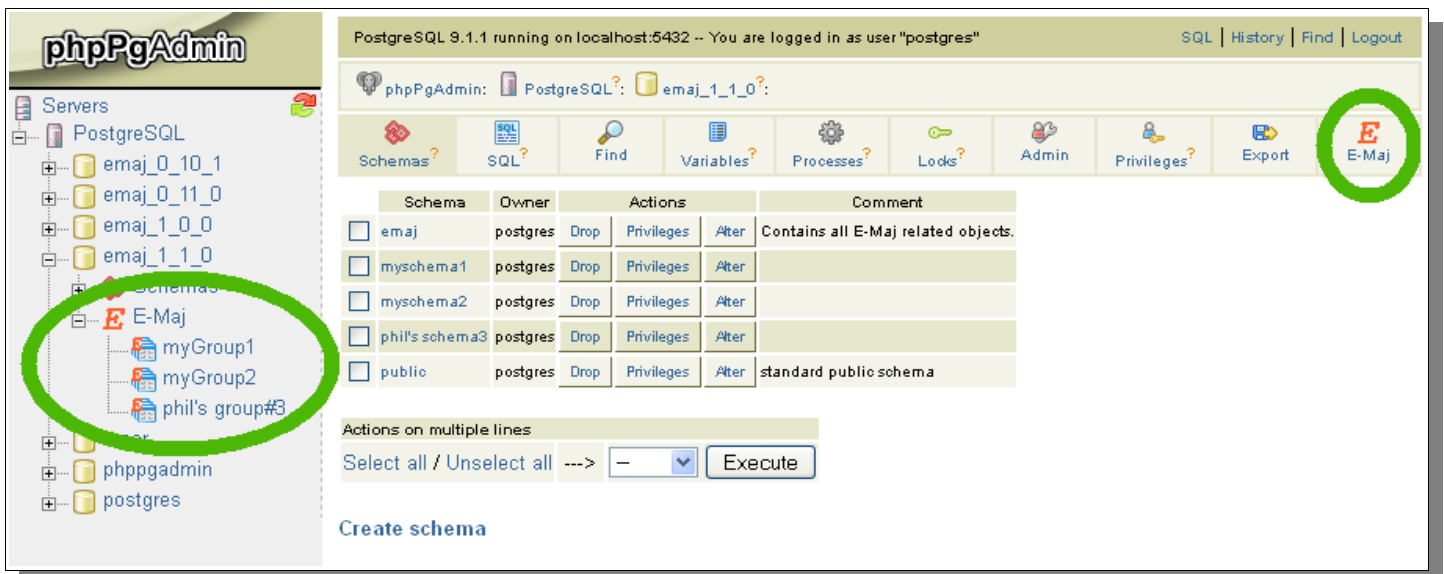 phpPgAdmin
Servers
PostgreSQL
emaj_0_10_1
emaj_0_11_0
emaj_1_0_0
emaj_1_1_0
Schemas
E-Maj
myGroup1
myGroup2
phil's group#3
phppgadmin
postgres
PostgreSQL 9.1.1 running on localhost:5432 -- You are logged in as user "postgres"
SQL | History | Find | Logout
phpPgAdmin: PostgreSQL?: emaj_1_1_0?:
Schemas? SQL? Find Variables? Processes? Locks? Admin Privileges? Export E-Maj
Schema Owner Actions Comment
emaj postgres Drop Privileges Alter Contains all E-Maj related objects.
myschema1 postgres Drop Privileges Alter
myschema2 postgres Drop Privileges Alter
phil's schema3 postgres Drop Privileges Alter
public postgres Drop Privileges Alter standard public schema
Actions on multiple lines
Select all / Unselect all ---> -- Execute
Create schema